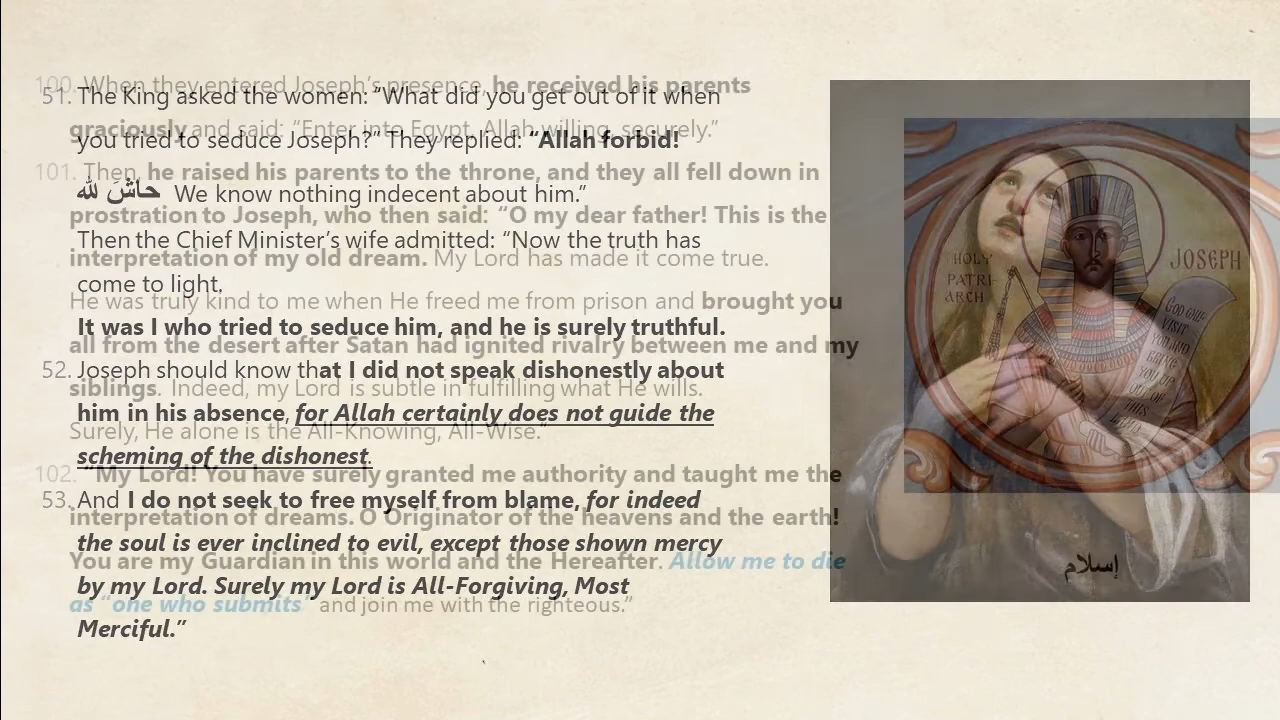 51. The King asked the women: “What did you get out of it when
you tried to seduce Joseph?” They replied: “Allah forbid!
حاشَ لله We know nothing indecent about him.”
Then the Chief Minister’s wife admitted: “Now the truth has
come to light.
It was I who tried to seduce him, and he is surely truthful.
52. Joseph should know that I did not speak dishonestly about
him in his absence, for Allah certainly does not guide the
scheming of the dishonest.
53. And I do not seek to free myself from blame, for indeed
the soul is ever inclined to evil, except those shown mercy
by my Lord. Surely my Lord is All-Forgiving, Most
Merciful.”
100. When they entered Joseph’s presence, he received his parents
graciously and said: “Enter into Egypt, Allah willing, securely.”
101. Then, he raised his parents to the throne, and they all fell down in
prostration to Joseph, who then said: “O my dear father! This is the
interpretation of my old dream. My Lord has made it come true.
He was truly kind to me when He freed me from prison and brought you
all from the desert after Satan had ignited rivalry between me and my
siblings. Indeed, my Lord is subtle in fulfilling what He wills.
Surely, He alone is the All-Knowing, All-Wise.”
102. “My Lord! You have surely granted me authority and taught me the
interpretation of dreams. O Originator of the heavens and the earth!
You are my Guardian in this world and the Hereafter. Allow me to die
as “one who submits” and join me with the righteous.”
HOLY
PATRI-
ARCH
JOSEPH
GOD
VISIT
YOU AND
YOU UP
OUT OF
THIS
إسلام